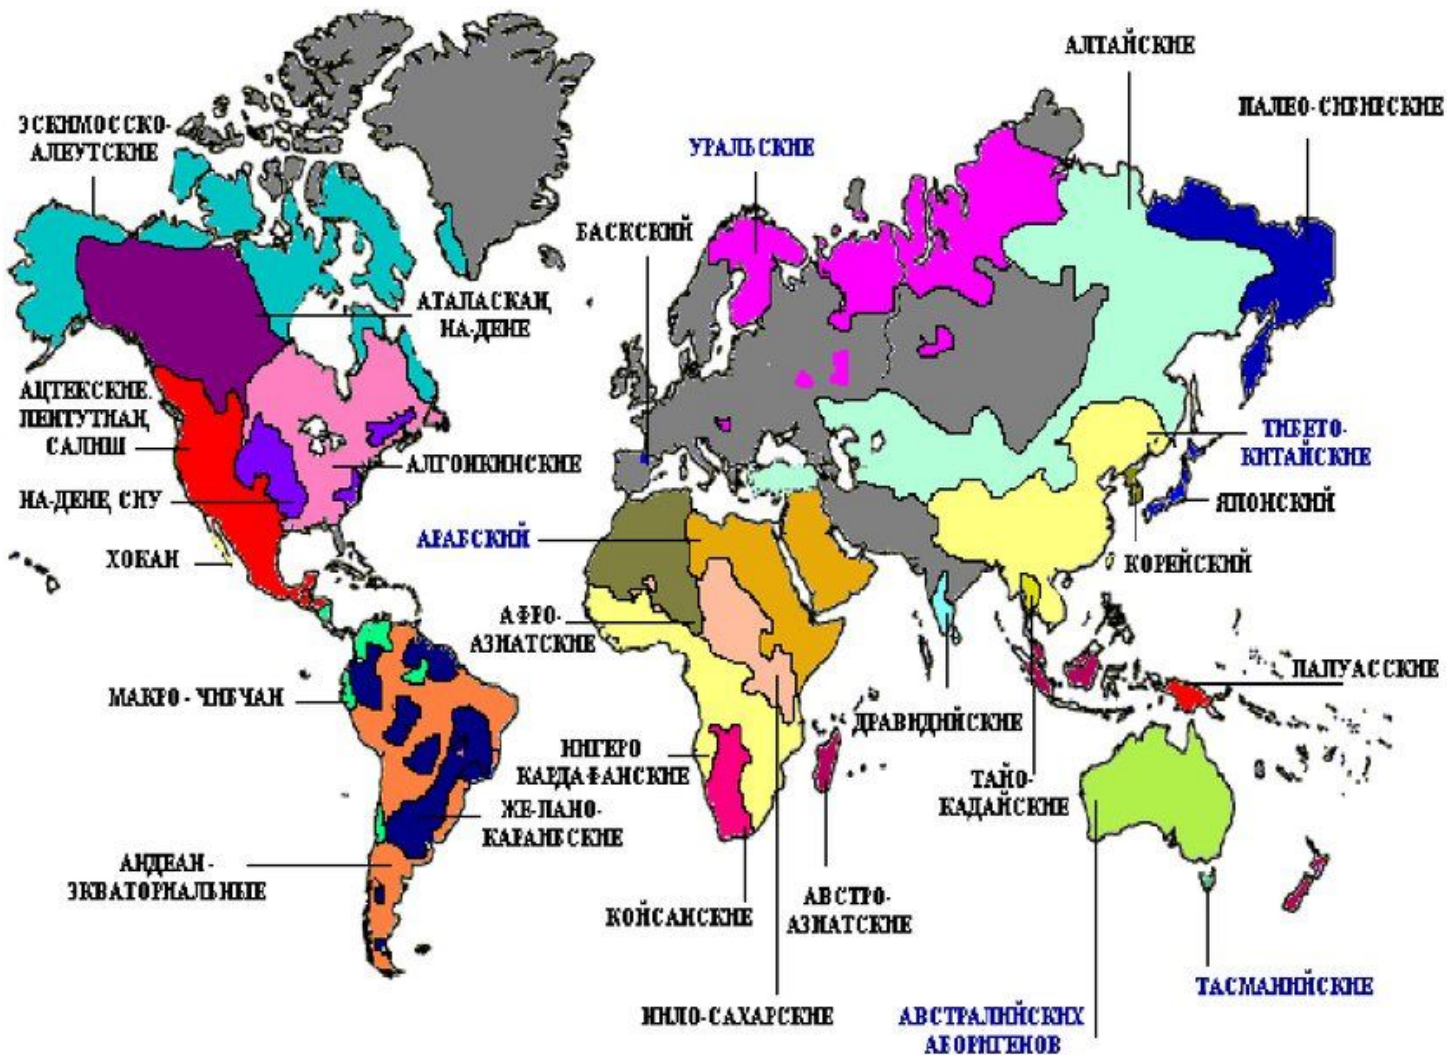 АЛТАЙСКИЕ
ПАЛЕО-СИБИРСКИЕ
ЭСКИМОССКО-
АЛЕУТСКИЕ
УРАЛЬСКИЕ
БАСКСКИЙ
АТАПАСКАН,
НА-ДЕНЕ
АЦТЕКСКИЕ,
ПЕНТУТИАН,
САЛИШ
ТИБЕТО-
КИТАЙСКИЕ
АЛГОНКИНСКИЕ
НА-ДЕНЕ, СИУ
ЯПОНСКИЙ
АРАБСКИЙ
ХОКАН
КОРЕЙСКИЙ
АФРО-
АЗИАТСКИЕ
ПАПУАССКИЕ
МАКРО - ЧИБЧАН
ДРАВИДИЙСКИЕ
НИГЕРО
КАРДАФАНСКИЕ
ТАЙО-
КАДАЙСКИЕ
ЖЕ-ПАНО-
КАРАИБСКИЕ
АНДЕАН -
ЭКВАТОРИАЛЬНЫЕ
КОЙСАНСКИЕ
АВСТРО-
АЗИАТСКИЕ
ТАСМАНИЙСКИЕ
НИЛО-САХАРСКИЕ
АВСТРАЛИЙСКИХ
АБОРИГЕНОВ